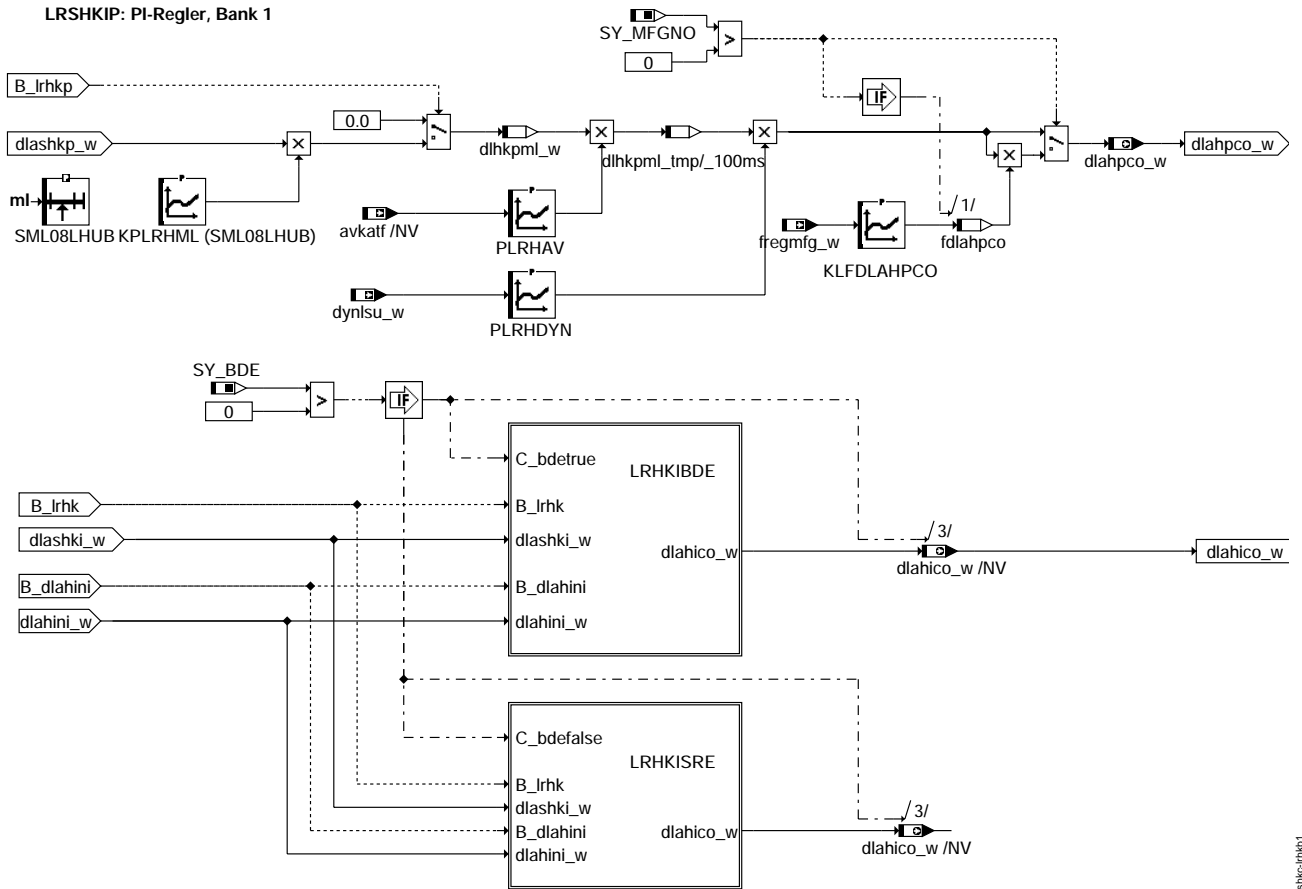 LRSHKIP: PI-Regler, Bank 1
SY_MFGNO
>
0
B_lrhkp
IF
0.0
dlashkp_w
dlhkpml_w
dlhkpml_tmp/_100ms
dlahpco_w
dlahpco_w
ml
SML08LHUB
KPLRHML (SML08LHUB)
avkatf /NV
PLRHAV
/1/
fregmfg_w
fdlahpco
KLFDLAHPCO
dynlsu_w
PLRHDYN
SY_BDE
>
0
IF
C_bdetrue
LRHKIBDE
B_lrhk
B_lrhk
dlashki_w
dlashki_w
/3/
dlahico_w
dlahico_w /NV
dlahico_w
B_dlahini
B_dlahini
dlahini_w
dlahini_w
C_bdefalse
LRHKISRE
B_lrhk
dlashki_w
B_dlahini
dlahini_w
dlahico_w
/3/
dlahico_w /NV